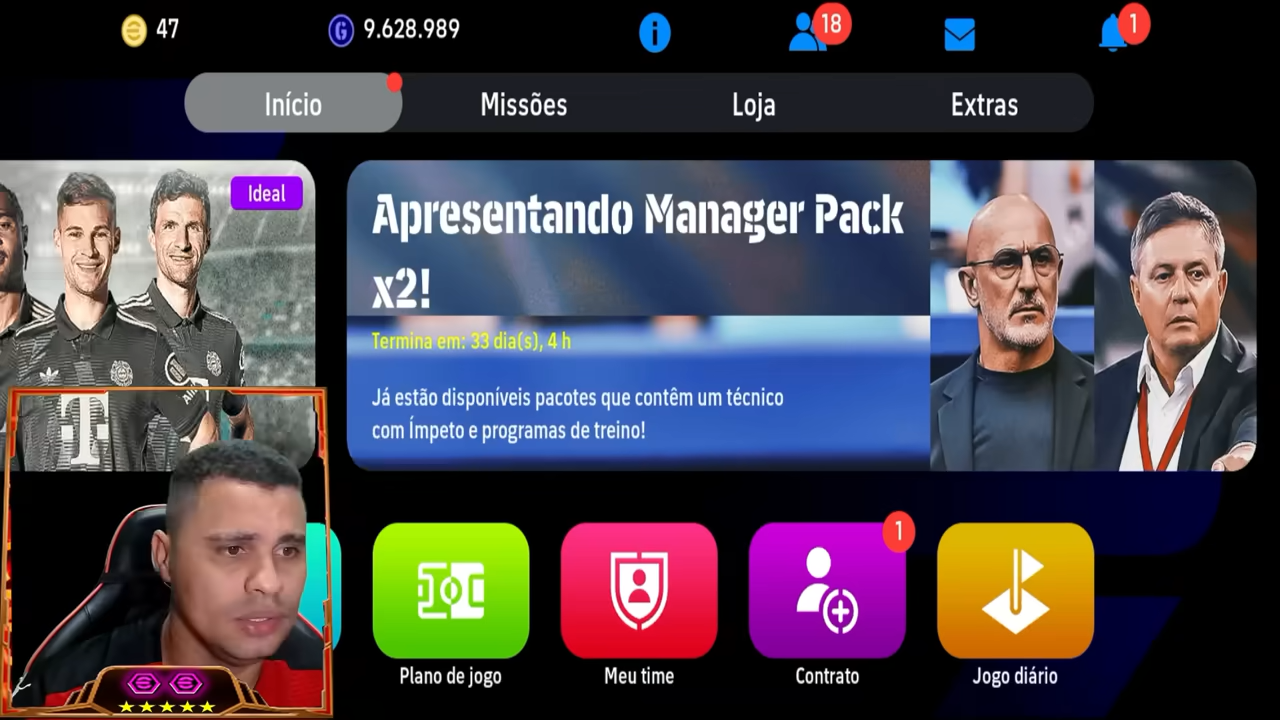 47
9.628.989
18
1
Início
Missões
Loja
Extras
Ideal
Apresentando Manager Pack
x2!
Termina em: 33 dia(s), 4 h
Já estão disponíveis pacotes que contêm um técnico
com Ímpeto e programas de treino!
1
Plano de jogo
Meu time
Contrato
Jogo diário